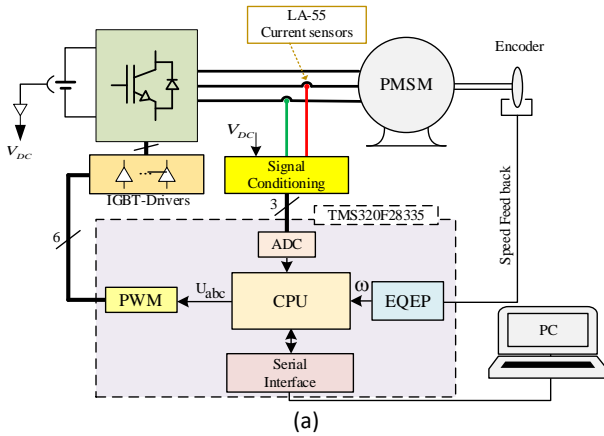 LA-55
Current sensors
Encoder
PMSM
V_DC
V_DC
Signal
Conditioning
IGBT-Drivers
3
TMS320F28335
6
ADC
Speed Feed back
U_abc
ω
PWM
CPU
EQEP
PC
Serial
Interface
(a)